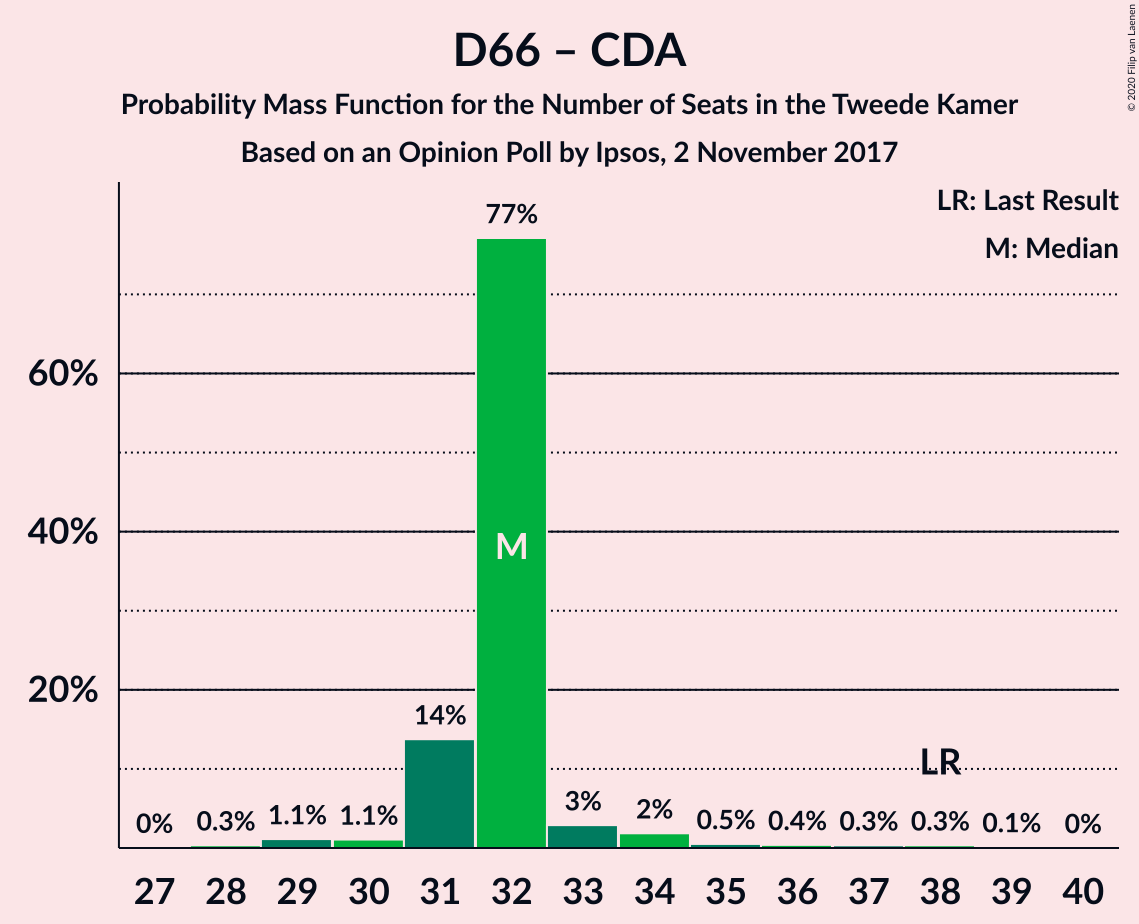 D66 – CDA
Probability Mass Function for the Number of Seats in the Tweede Kamer
Based on an Opinion Poll by Ipsos, 2 November 2017
© 2020 Filip van Laenen
LR: Last Result
M: Median
77%
60%
40%
M
20%
14%
LR
0% 0.3% 1.1% 1.1% 3% 2% 0.5% 0.4% 0.3% 0.3% 0.1% 0%
27 28 29 30 31 32 33 34 35 36 37 38 39 40